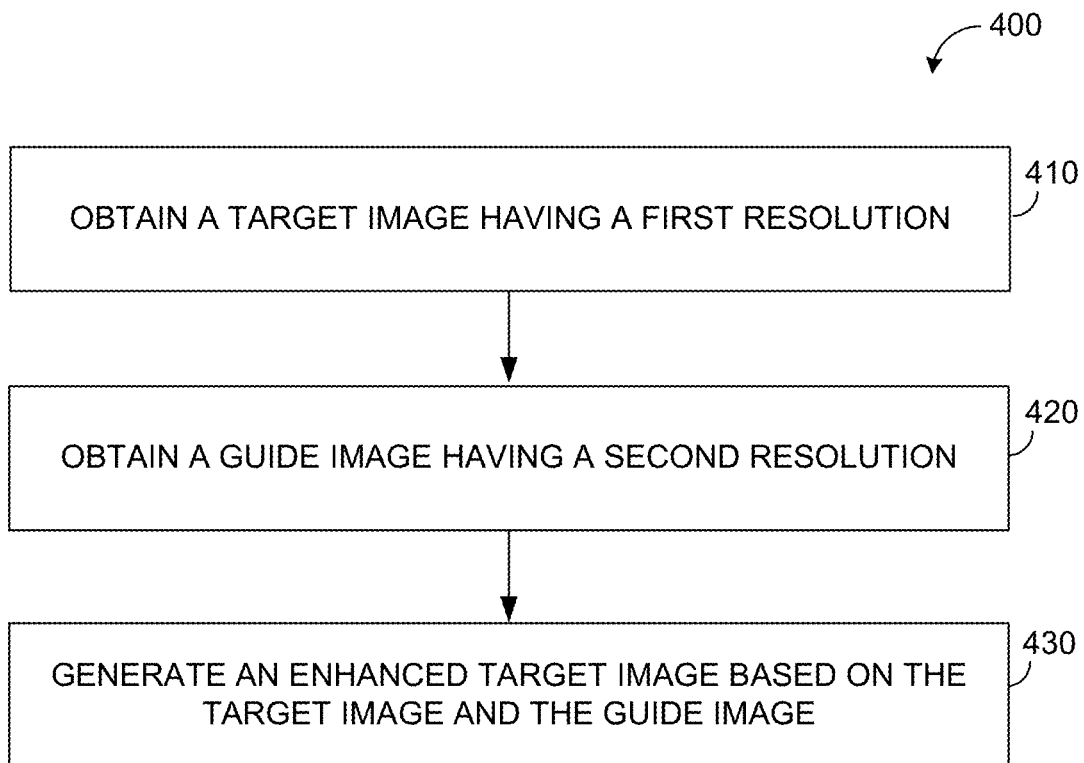 400
410
OBTAIN A TARGET IMAGE HAVING A FIRST RESOLUTION
420
OBTAIN A GUIDE IMAGE HAVING A SECOND RESOLUTION
430
GENERATE AN ENHANCED TARGET IMAGE BASED ON THE
TARGET IMAGE AND THE GUIDE IMAGE